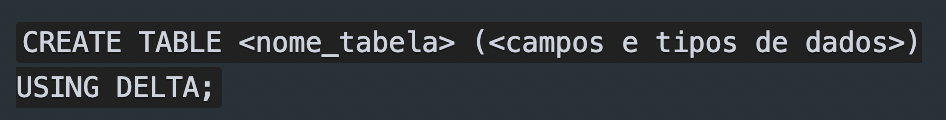 CREATE TABLE <nome_tabela> (<campos e tipos de dados>)
USING DELTA;